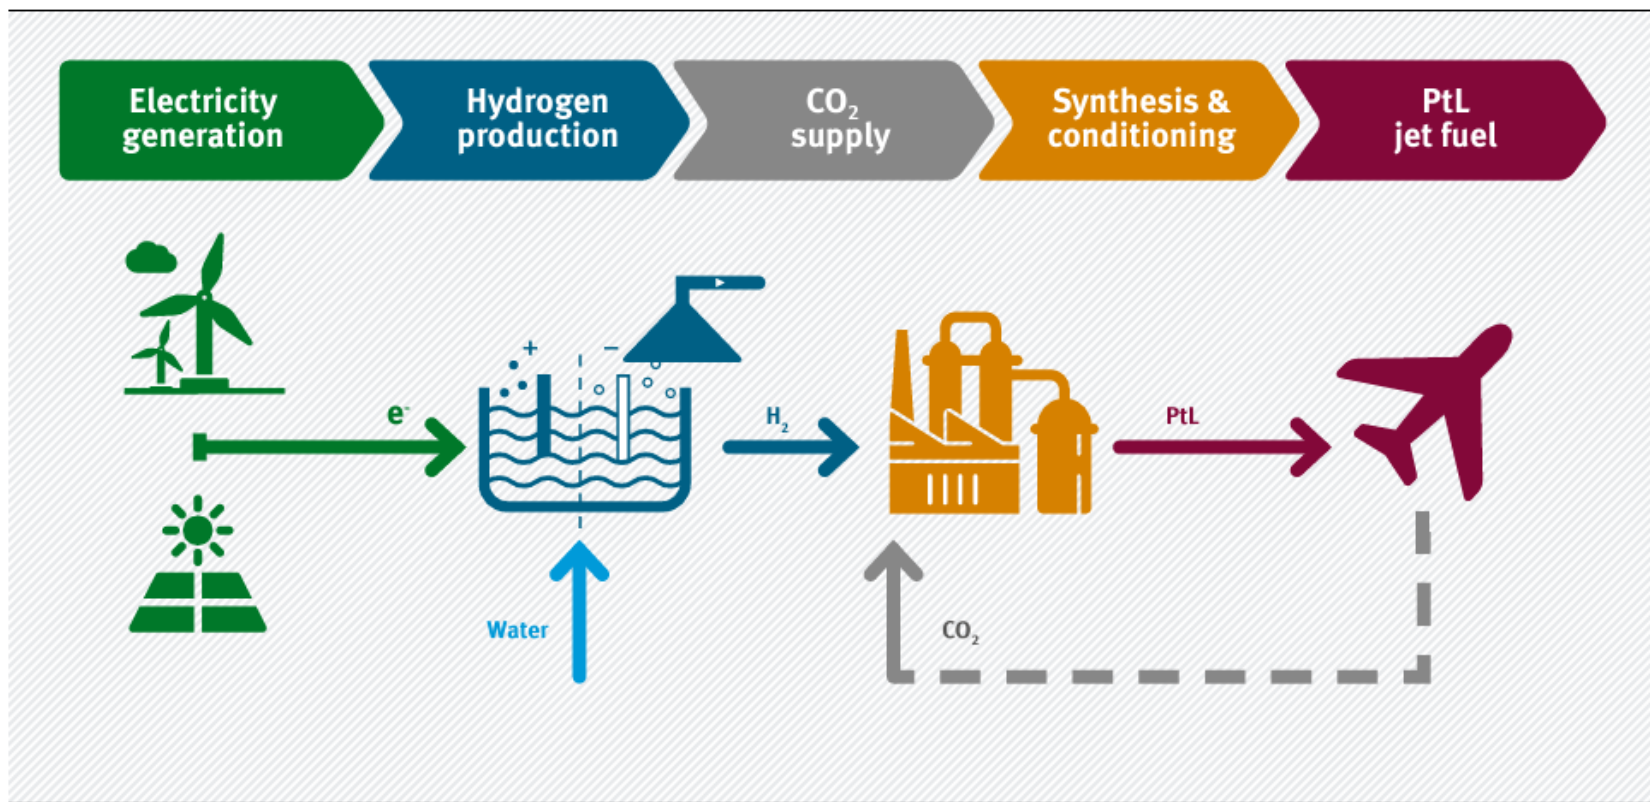 Electricity
generation
Hydrogen
production
CO₂
supply
Synthesis &
conditioning
PtL
jet fuel
+
−
e⁻
H₂
PtL
Water
CO₂